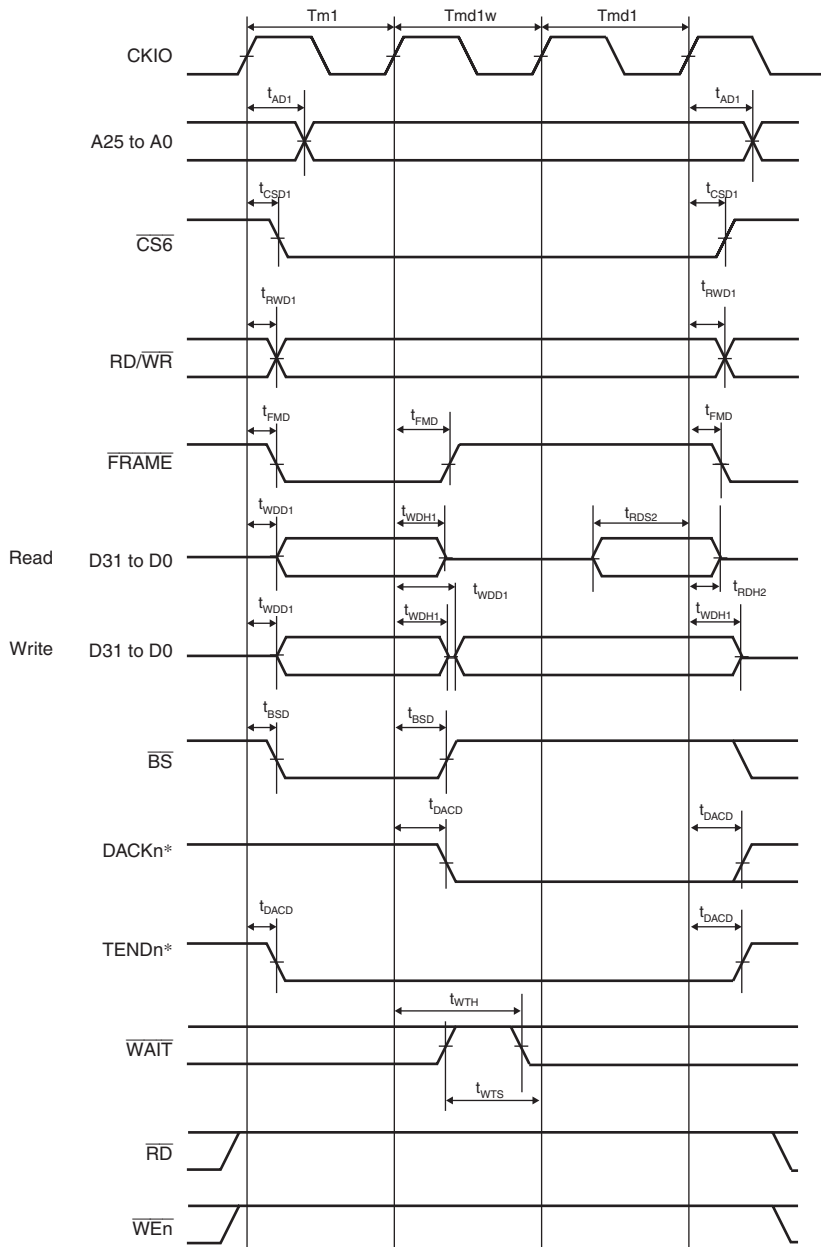 Tm1 Tmd1w Tmd1
CKIO
tAD1 tAD1
A25 to A0
tCSD1 tCSD1
CS6
tRWD1 tRWD1
RD/WR
tFMD tFMD tFMD
FRAME
tWDD1 tWDH1 tRDS2
Read D31 to D0
tWDD1 tRDH2
tWDD1 tWDH1 tWDH1
Write D31 to D0
tBSD tBSD
BS
tDACD tDACD
DACKn*
tDACD tDACD
TENDn*
tWTH
WAIT
tWTS
RD
WEn